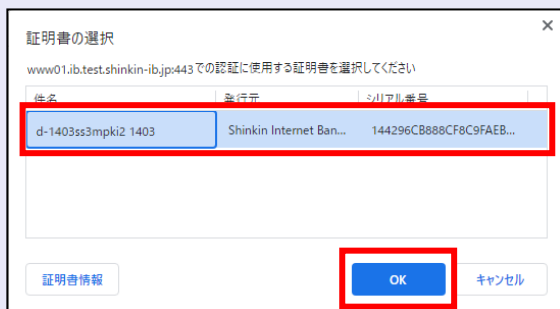 証明書の選択
www01.ib.test.shinkin-ib.jp:443での認証に使用する証明書を選択してください
件名 発行元 シリアル番号
d-1403ss3mpki2 1403 Shinkin Internet Ban... 144296CB888CF8C9FAEB...
証明書情報 OK キャンセル